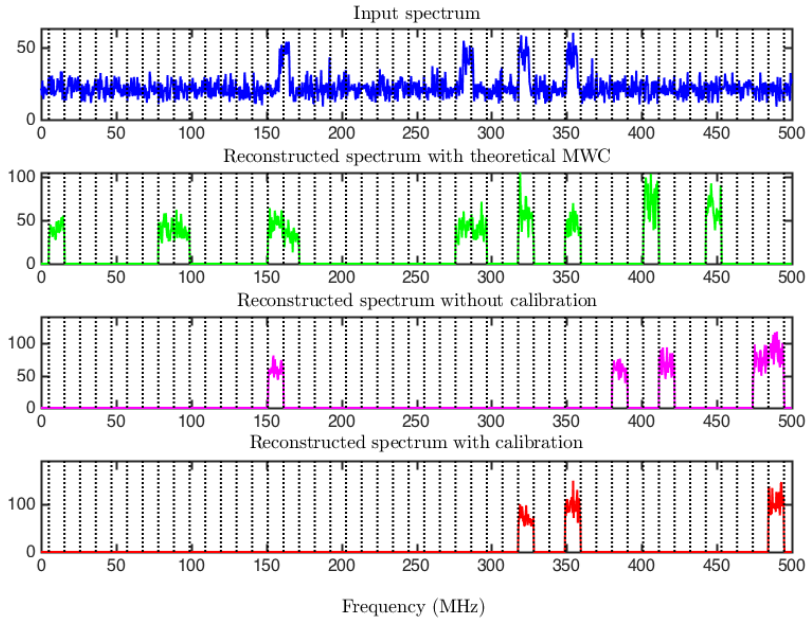 Input spectrum
50
0
0 50 100 150 200 250 300 350 400 450 500
Reconstructed spectrum with theoretical MWC
100
50
0
0 50 100 150 200 250 300 350 400 450 500
Reconstructed spectrum without calibration
100
50
0
0 50 100 150 200 250 300 350 400 450 500
Reconstructed spectrum with calibration
100
0
0 50 100 150 200 250 300 350 400 450 500
Frequency (MHz)